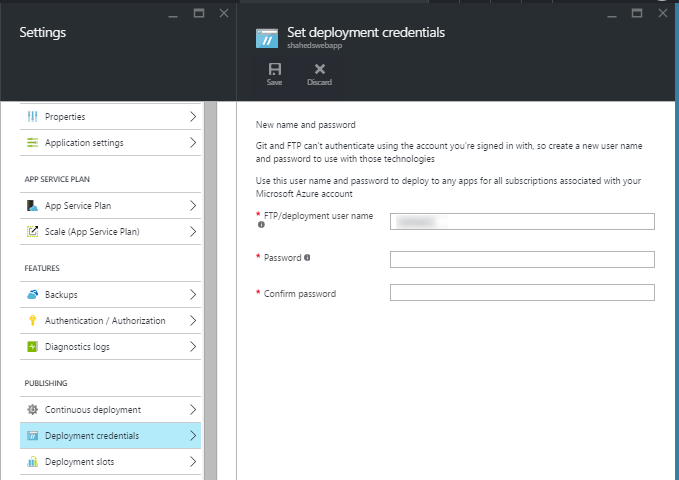 Settings
Properties
Application settings
APP SERVICE PLAN
App Service Plan
Scale (App Service Plan)
FEATURES
Backups
Authentication / Authorization
Diagnostics logs
PUBLISHING
Continuous deployment
Deployment credentials
Deployment slots
Set deployment credentials
shahedswebapp
Save
Discard
New name and password
Git and FTP can't authenticate using the account you're signed in with, so create a new user name
and password to use with those technologies
Use this user name and password to deploy to any apps for all subscriptions associated with your
Microsoft Azure account
* FTP/deployment user name
* Password
* Confirm password